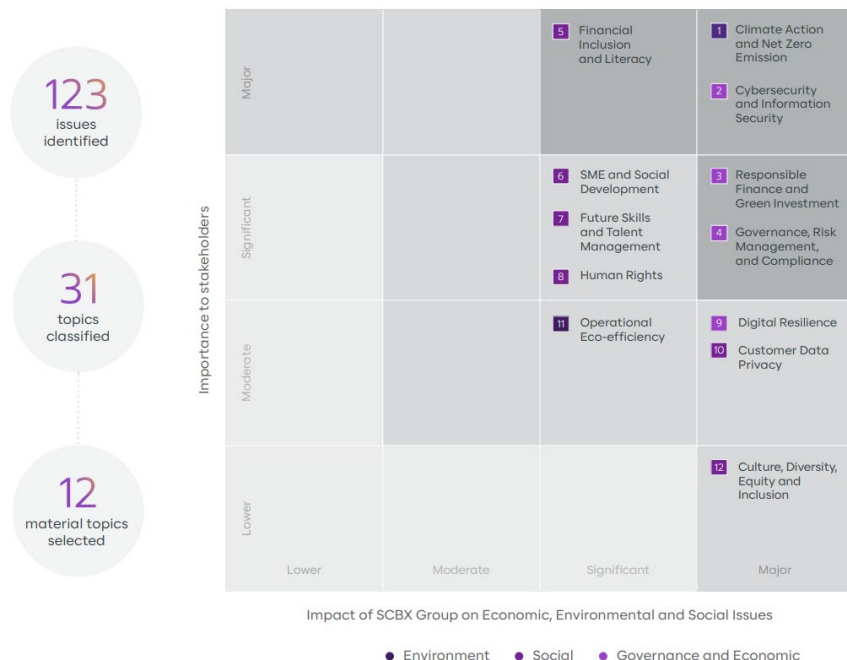 123
issues
identified
31
topics
classified
12
material topics
selected
Importance to stakeholders
Major
Significant
Moderate
Lower
5 Financial
Inclusion
and Literacy
1 Climate Action
and Net Zero
Emission
2 Cybersecurity
and Information
Security
6 SME and Social
Development
7 Future Skills
and Talent
Management
8 Human Rights
3 Responsible
Finance and
Green Investment
4 Governance, Risk
Management,
and Compliance
11 Operational
Eco-efficiency
9 Digital Resilience
10 Customer Data
Privacy
12 Culture, Diversity,
Equity and
Inclusion
Lower Moderate Significant Major
Impact of SCBX Group on Economic, Environmental and Social Issues
Environment Social Governance and Economic